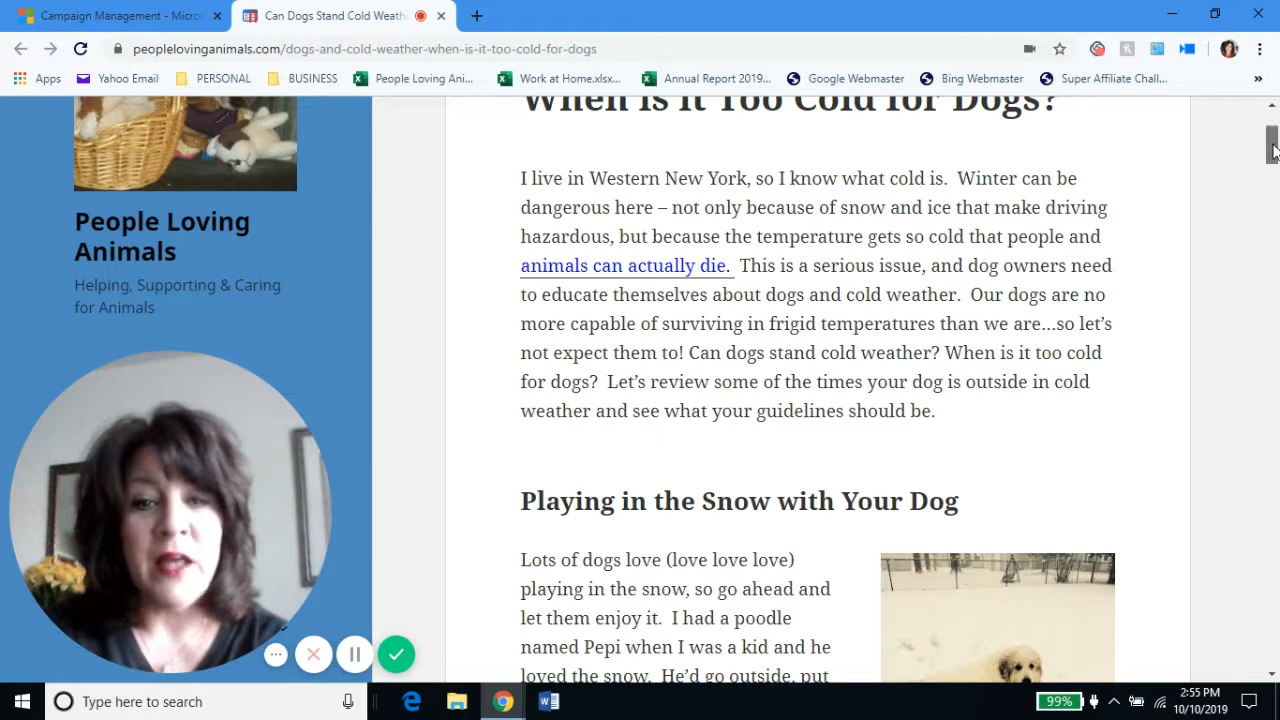 Campaign Management - Micros
Can Dogs Stand Cold Weathe
peoplelovinganimals.com/dogs-and-cold-weather-when-is-it-too-cold-for-dogs
Apps
Yahoo Email
PERSONAL
BUSINESS
People Loving Ani...
Work at Home.xlsx...
Annual Report 2019...
Google Webmaster
Bing Webmaster
Super Affiliate Chall...
»
When Is It Too Cold for Dogs?
I live in Western New York, so I know what cold is. Winter can be
dangerous here – not only because of snow and ice that make driving
hazardous, but because the temperature gets so cold that people and
animals can actually die. This is a serious issue, and dog owners need
to educate themselves about dogs and cold weather. Our dogs are no
more capable of surviving in frigid temperatures than we are...so let's
not expect them to! Can dogs stand cold weather? When is it too cold
for dogs? Let's review some of the times your dog is outside in cold
weather and see what your guidelines should be.
People Loving
Animals
Helping, Supporting & Caring
for Animals
Playing in the Snow with Your Dog
Lots of dogs love (love love love)
playing in the snow, so go ahead and
let them enjoy it. I had a poodle
named Pepi when I was a kid and he
loved the snow. He'd go outside, put
Type here to search
99%
2:55 PM
10/10/2019